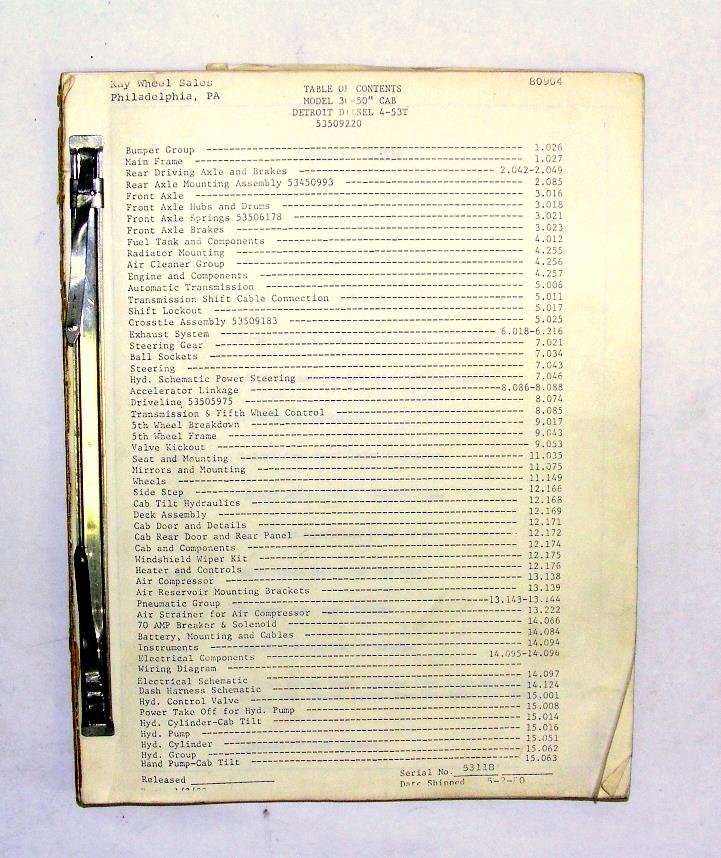 Kay Wheel Sales 80904
Philadelphia, PA
TABLE OF CONTENTS
MODEL 30-50" CAB
DETROIT DIESEL 4-53T
53509220
Bumper Group 1.026
Main Frame 1.027
Rear Driving Axle and Brakes 2.042-2.049
Rear Axle Mounting Assembly 53450993 2.085
Front Axle 3.016
Front Axle Hubs and Drums 3.018
Front Axle Springs 53506178 3.021
Front Axle Brakes 3.023
Fuel Tank and Components 4.012
Radiator Mounting 4.255
Air Cleaner Group 4.256
Engine and Components 4.257
Automatic Transmission 5.006
Transmission Shift Cable Connection 5.011
Shift Lockout 5.017
Crosstie Assembly 53509183 5.025
Exhaust System 6.018-6.216
Steering Gear 7.021
Ball Sockets 7.034
Steering 7.043
Hyd. Schematic Power Steering 7.046
Accelerator Linkage 8.086-8.088
Driveline 53505975 8.074
Transmission & Fifth Wheel Control 8.085
5th Wheel Breakdown 9.017
5th Wheel Frame 9.043
Valve Kickout 9.053
Seat and Mounting 11.035
Mirrors and Mounting 11.075
Wheels 11.149
Side Step 12.166
Cab Tilt Hydraulics 12.168
Deck Assembly 12.169
Cab Door and Details 12.171
Cab Rear Door and Rear Panel 12.172
Cab and Components 12.174
Windshield Wiper Kit 12.175
Heater and Controls 12.176
Air Compressor 13.138
Air Reservoir Mounting Brackets 13.139
Pneumatic Group 13.143-13.144
Air Strainer for Air Compressor 13.222
70 AMP Breaker & Solenoid 14.066
Battery, Mounting and Cables 14.084
Instruments 14.094
Electrical Components 14.095-14.096
Wiring Diagram
Electrical Schematic 14.097
Dash Harness Schematic 14.124
Hyd. Control Valve 15.001
Power Take Off for Hyd. Pump 15.008
Hyd. Cylinder-Cab Tilt 15.014
Hyd. Pump 15.016
Hyd. Cylinder 15.051
Hyd. Group 15.062
Hand Pump-Cab Tilt 15.063
Serial No. 53118
Released
Date Shipped